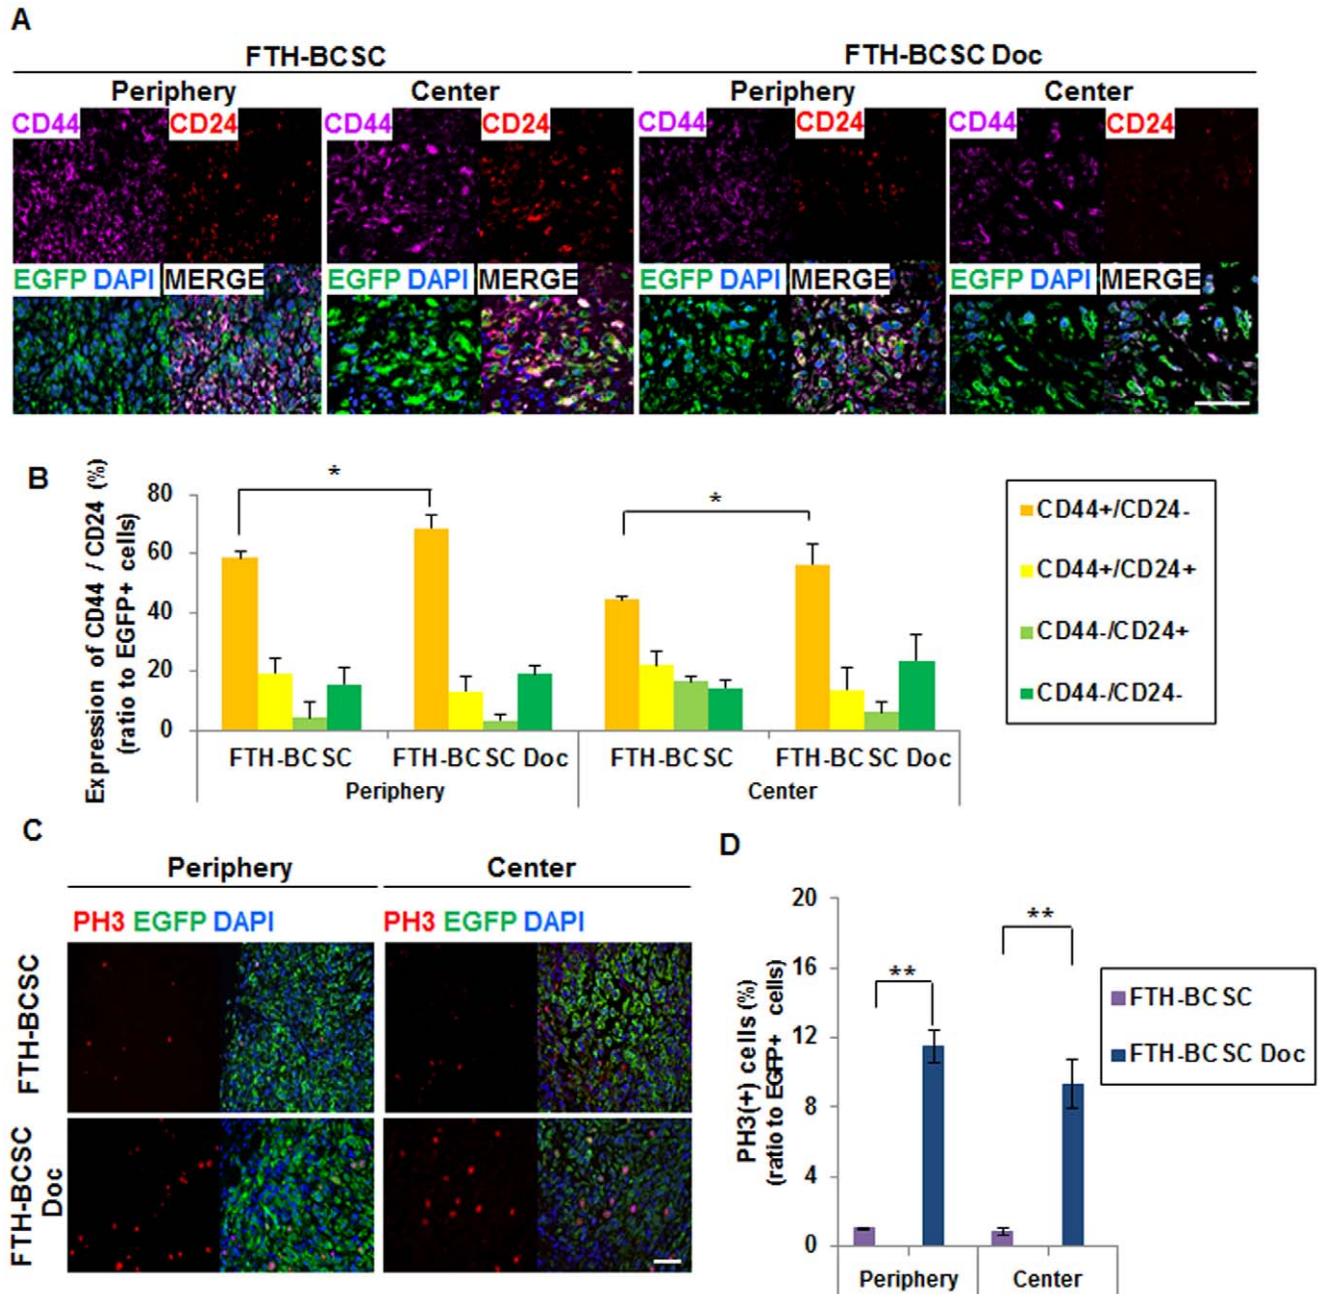 A
FTH-BCSC FTH-BCSC Doc
Periphery Center Periphery Center
CD44 CD24 CD44 CD24 CD44 CD24 CD44 CD24
EGFP DAPI MERGE EGFP DAPI MERGE EGFP DAPI MERGE EGFP DAPI MERGE
B
Expression of CD44 / CD24 (%)
(ratio to EGFP+ cells)
80
60
40
20
0
*
*
FTH-BCSC FTH-BCSC Doc FTH-BCSC FTH-BCSC Doc
Periphery Center
CD44+/CD24-
CD44+/CD24+
CD44-/CD24+
CD44-/CD24-
C
Periphery Center
PH3 EGFP DAPI PH3 EGFP DAPI
FTH-BCSC
FTH-BCSC
Doc
D
PH3(+) cells (%)
(ratio to EGFP+ cells)
20
16
12
8
4
0
**
**
Periphery Center
FTH-BCSC
FTH-BCSC Doc